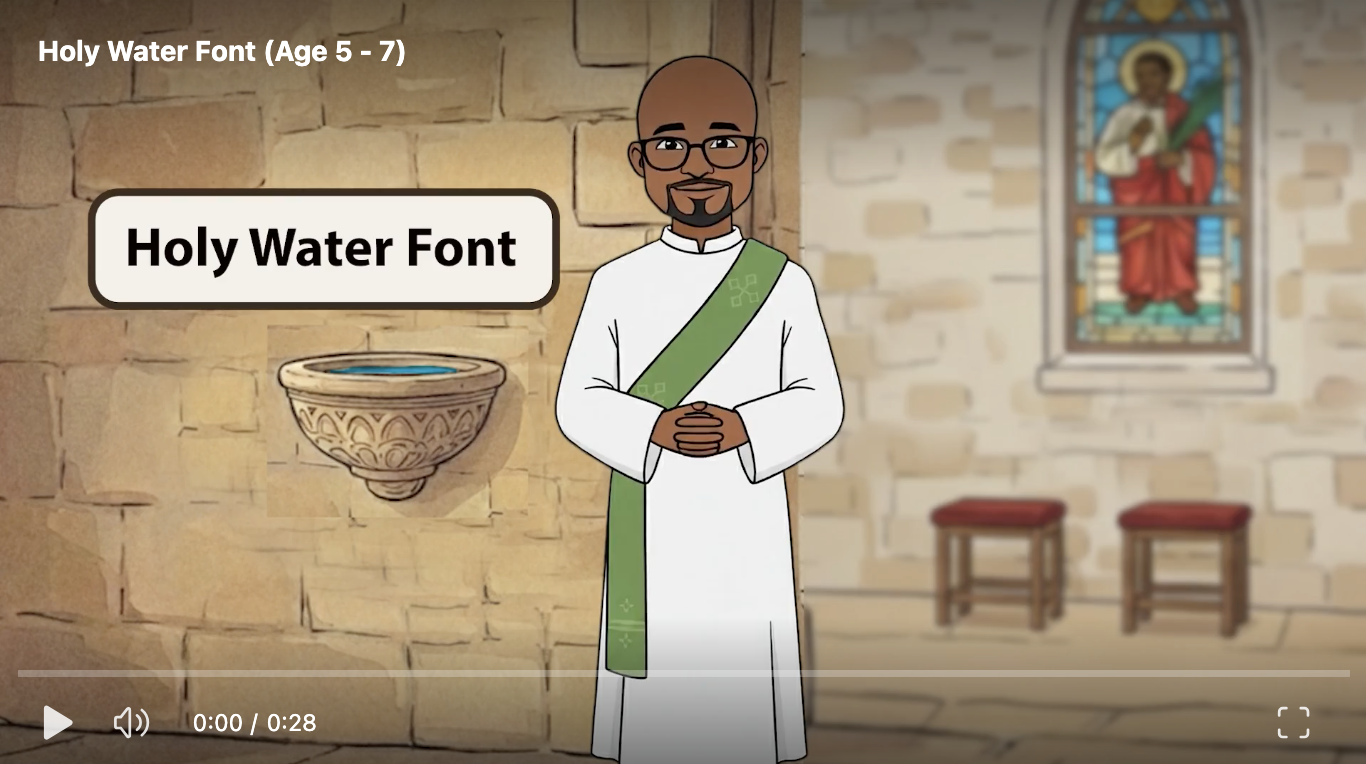 Holy Water Font (Age 5 - 7)
Holy Water Font
0:00 / 0:28